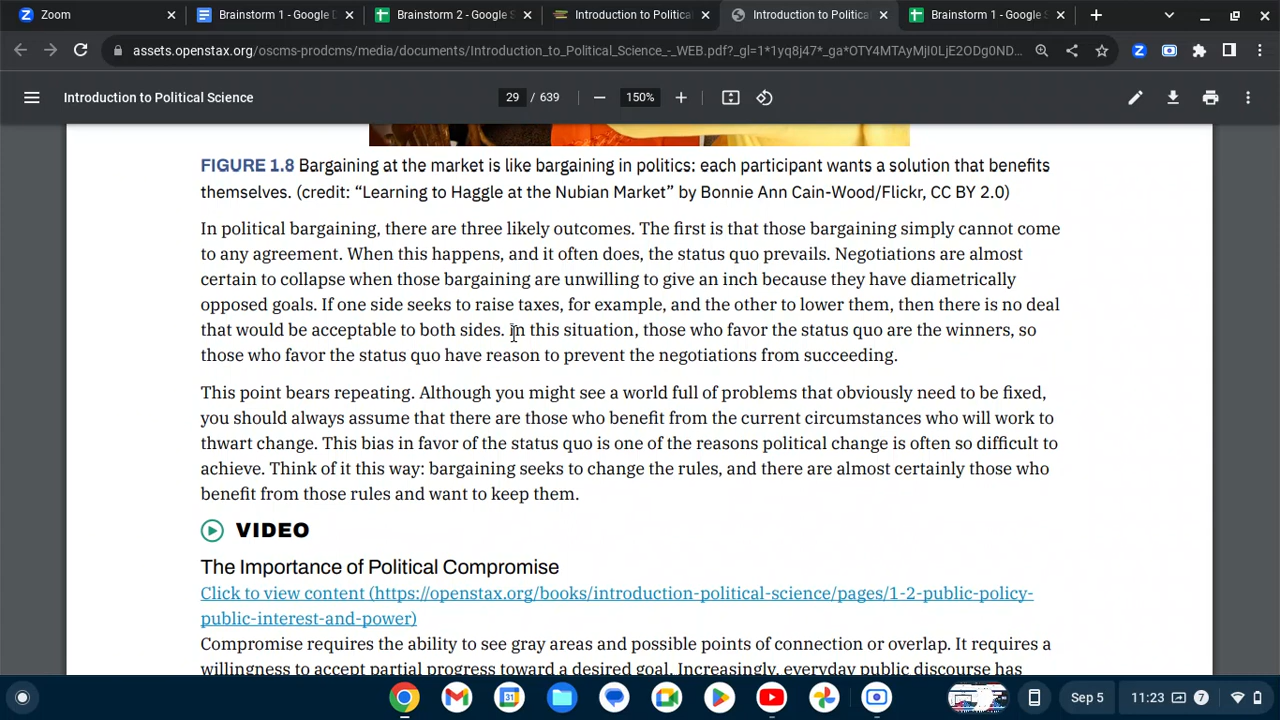 Zoom
Brainstorm 1 - Google D
Brainstorm 2 - Google S
Introduction to Political
Introduction to Political
Brainstorm 1 - Google S
assets.openstax.org/oscms-prodcms/media/documents/Introduction_to_Political_Science_-_WEB.pdf?_gl=1*1yq8j47*_ga*OTY4MTAyMjI0LjE2ODg0ND...
Introduction to Political Science
29 / 639
150%
FIGURE 1.8 Bargaining at the market is like bargaining in politics: each participant wants a solution that benefits
themselves. (credit: “Learning to Haggle at the Nubian Market” by Bonnie Ann Cain-Wood/Flickr, CC BY 2.0)
In political bargaining, there are three likely outcomes. The first is that those bargaining simply cannot come
to any agreement. When this happens, and it often does, the status quo prevails. Negotiations are almost
certain to collapse when those bargaining are unwilling to give an inch because they have diametrically
opposed goals. If one side seeks to raise taxes, for example, and the other to lower them, then there is no deal
that would be acceptable to both sides. In this situation, those who favor the status quo are the winners, so
those who favor the status quo have reason to prevent the negotiations from succeeding.
This point bears repeating. Although you might see a world full of problems that obviously need to be fixed,
you should always assume that there are those who benefit from the current circumstances who will work to
thwart change. This bias in favor of the status quo is one of the reasons political change is often so difficult to
achieve. Think of it this way: bargaining seeks to change the rules, and there are almost certainly those who
benefit from those rules and want to keep them.
VIDEO
The Importance of Political Compromise
Click to view content (https://openstax.org/books/introduction-political-science/pages/1-2-public-policy-
public-interest-and-power)
Compromise requires the ability to see gray areas and possible points of connection or overlap. It requires a
willingness to accept partial progress toward a desired goal. Increasingly, everyday public discourse has
Sep 5
11:23
7